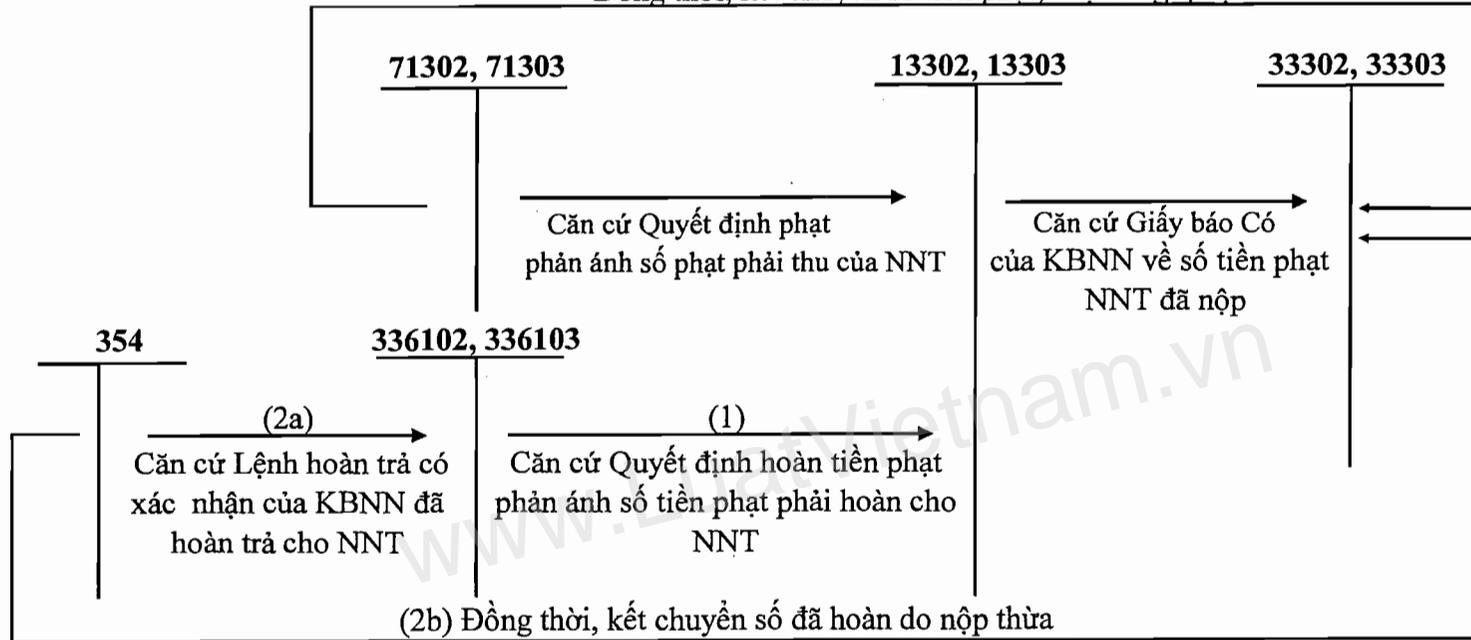 71302, 71303
13302, 13303
33302, 33303
Căn cứ Quyết định phạt
phản ánh số phạt phải thu của NNT
Căn cứ Giấy báo Có
của KBNN về số tiền phạt
NNT đã nộp
354
336102, 336103
(2a)
Căn cứ Lệnh hoàn trả có
xác nhận của KBNN đã
hoàn trả cho NNT
(1)
Căn cứ Quyết định hoàn tiền phạt
phản ánh số tiền phạt phải hoàn cho
NNT
(2b) Đồng thời, kết chuyển số đã hoàn do nộp thừa
www.LuatVietnam.vn